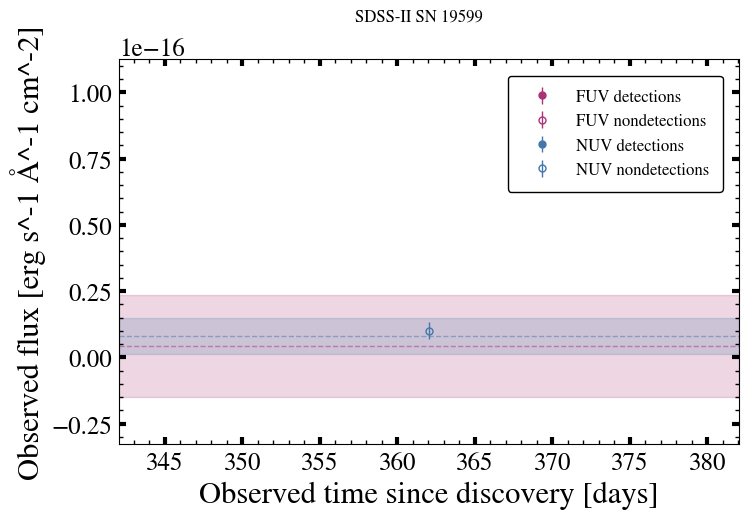 SDSS-II SN 19599
1e−16
Observed flux [erg s^-1 Å^-1 cm^-2]
1.00
0.75
0.50
0.25
0.00
−0.25
FUV detections
FUV nondetections
NUV detections
NUV nondetections
345 350 355 360 365 370 375 380
Observed time since discovery [days]